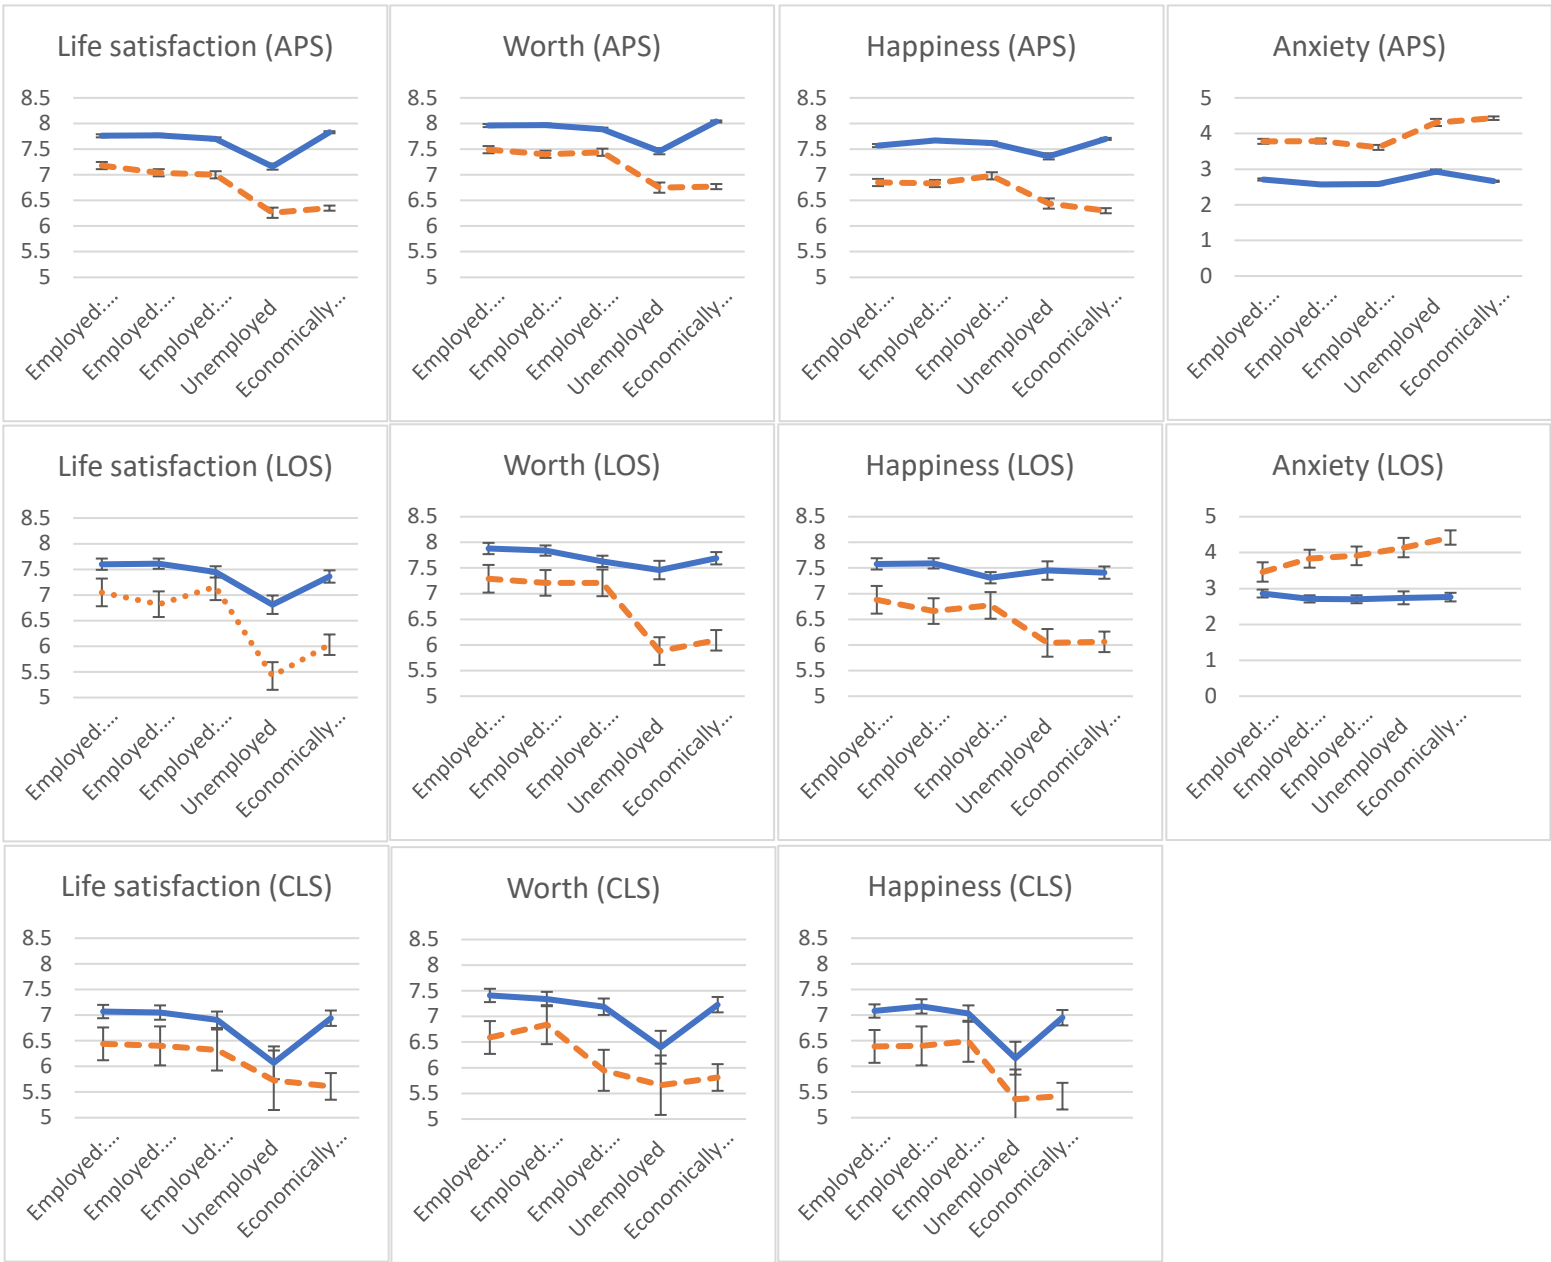 Life satisfaction (APS)
8.5
8
7.5
7
6.5
6
5.5
5
Employed:...
Employed:...
Employed:...
Unemployed
Economically...
Worth (APS)
8.5
8
7.5
7
6.5
6
5.5
5
Employed:...
Employed:...
Employed:...
Unemployed
Economically...
Happiness (APS)
8.5
8
7.5
7
6.5
6
5.5
5
Employed:...
Employed:...
Employed:...
Unemployed
Economically...
Anxiety (APS)
5
4
3
2
1
0
Employed:...
Employed:...
Employed:...
Unemployed
Economically...
Life satisfaction (LOS)
8.5
8
7.5
7
6.5
6
5.5
5
Employed:...
Employed:...
Employed:...
Unemployed
Economically...
Worth (LOS)
8.5
8
7.5
7
6.5
6
5.5
5
Employed:...
Employed:...
Employed:...
Unemployed
Economically...
Happiness (LOS)
8.5
8
7.5
7
6.5
6
5.5
5
Employed:...
Employed:...
Employed:...
Unemployed
Economically...
Anxiety (LOS)
5
4
3
2
1
0
Employed:...
Employed:...
Employed:...
Unemployed
Economically...
Life satisfaction (CLS)
8.5
8
7.5
7
6.5
6
5.5
5
Employed:...
Employed:...
Employed:...
Unemployed
Economically...
Worth (CLS)
8.5
8
7.5
7
6.5
6
5.5
5
Employed:...
Employed:...
Employed:...
Unemployed
Economically...
Happiness (CLS)
8.5
8
7.5
7
6.5
6
5.5
5
Employed:...
Employed:...
Employed:...
Unemployed
Economically...